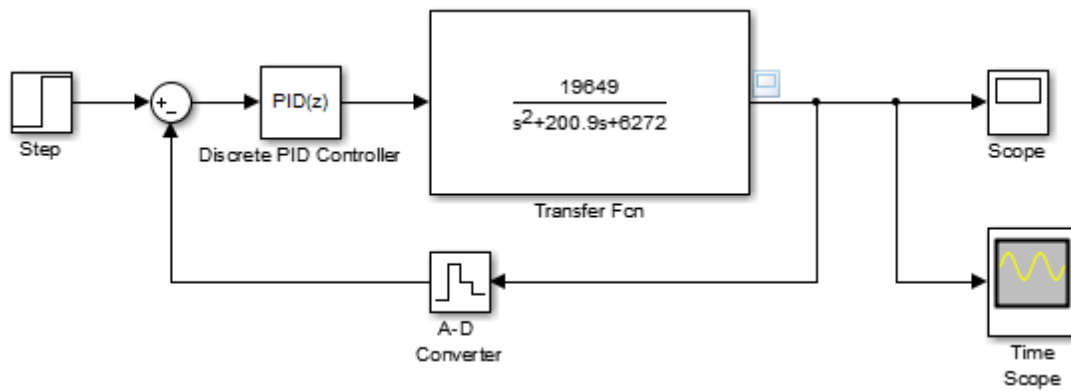 Step
+
−
PID(z)
Discrete PID Controller
19649
s²+200.9s+6272
Transfer Fcn
Scope
A-D
Converter
Time
Scope